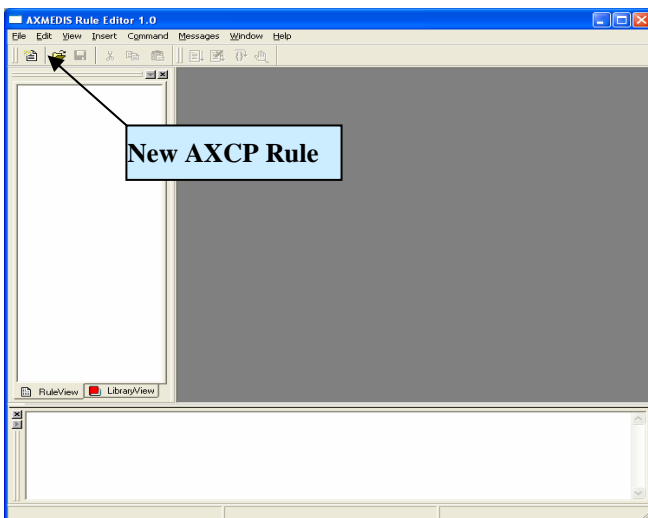 AXMEDIS Rule Editor 1.0
File Edit View Insert Command Messages Window Help
New AXCP Rule
RuleView LibraryView